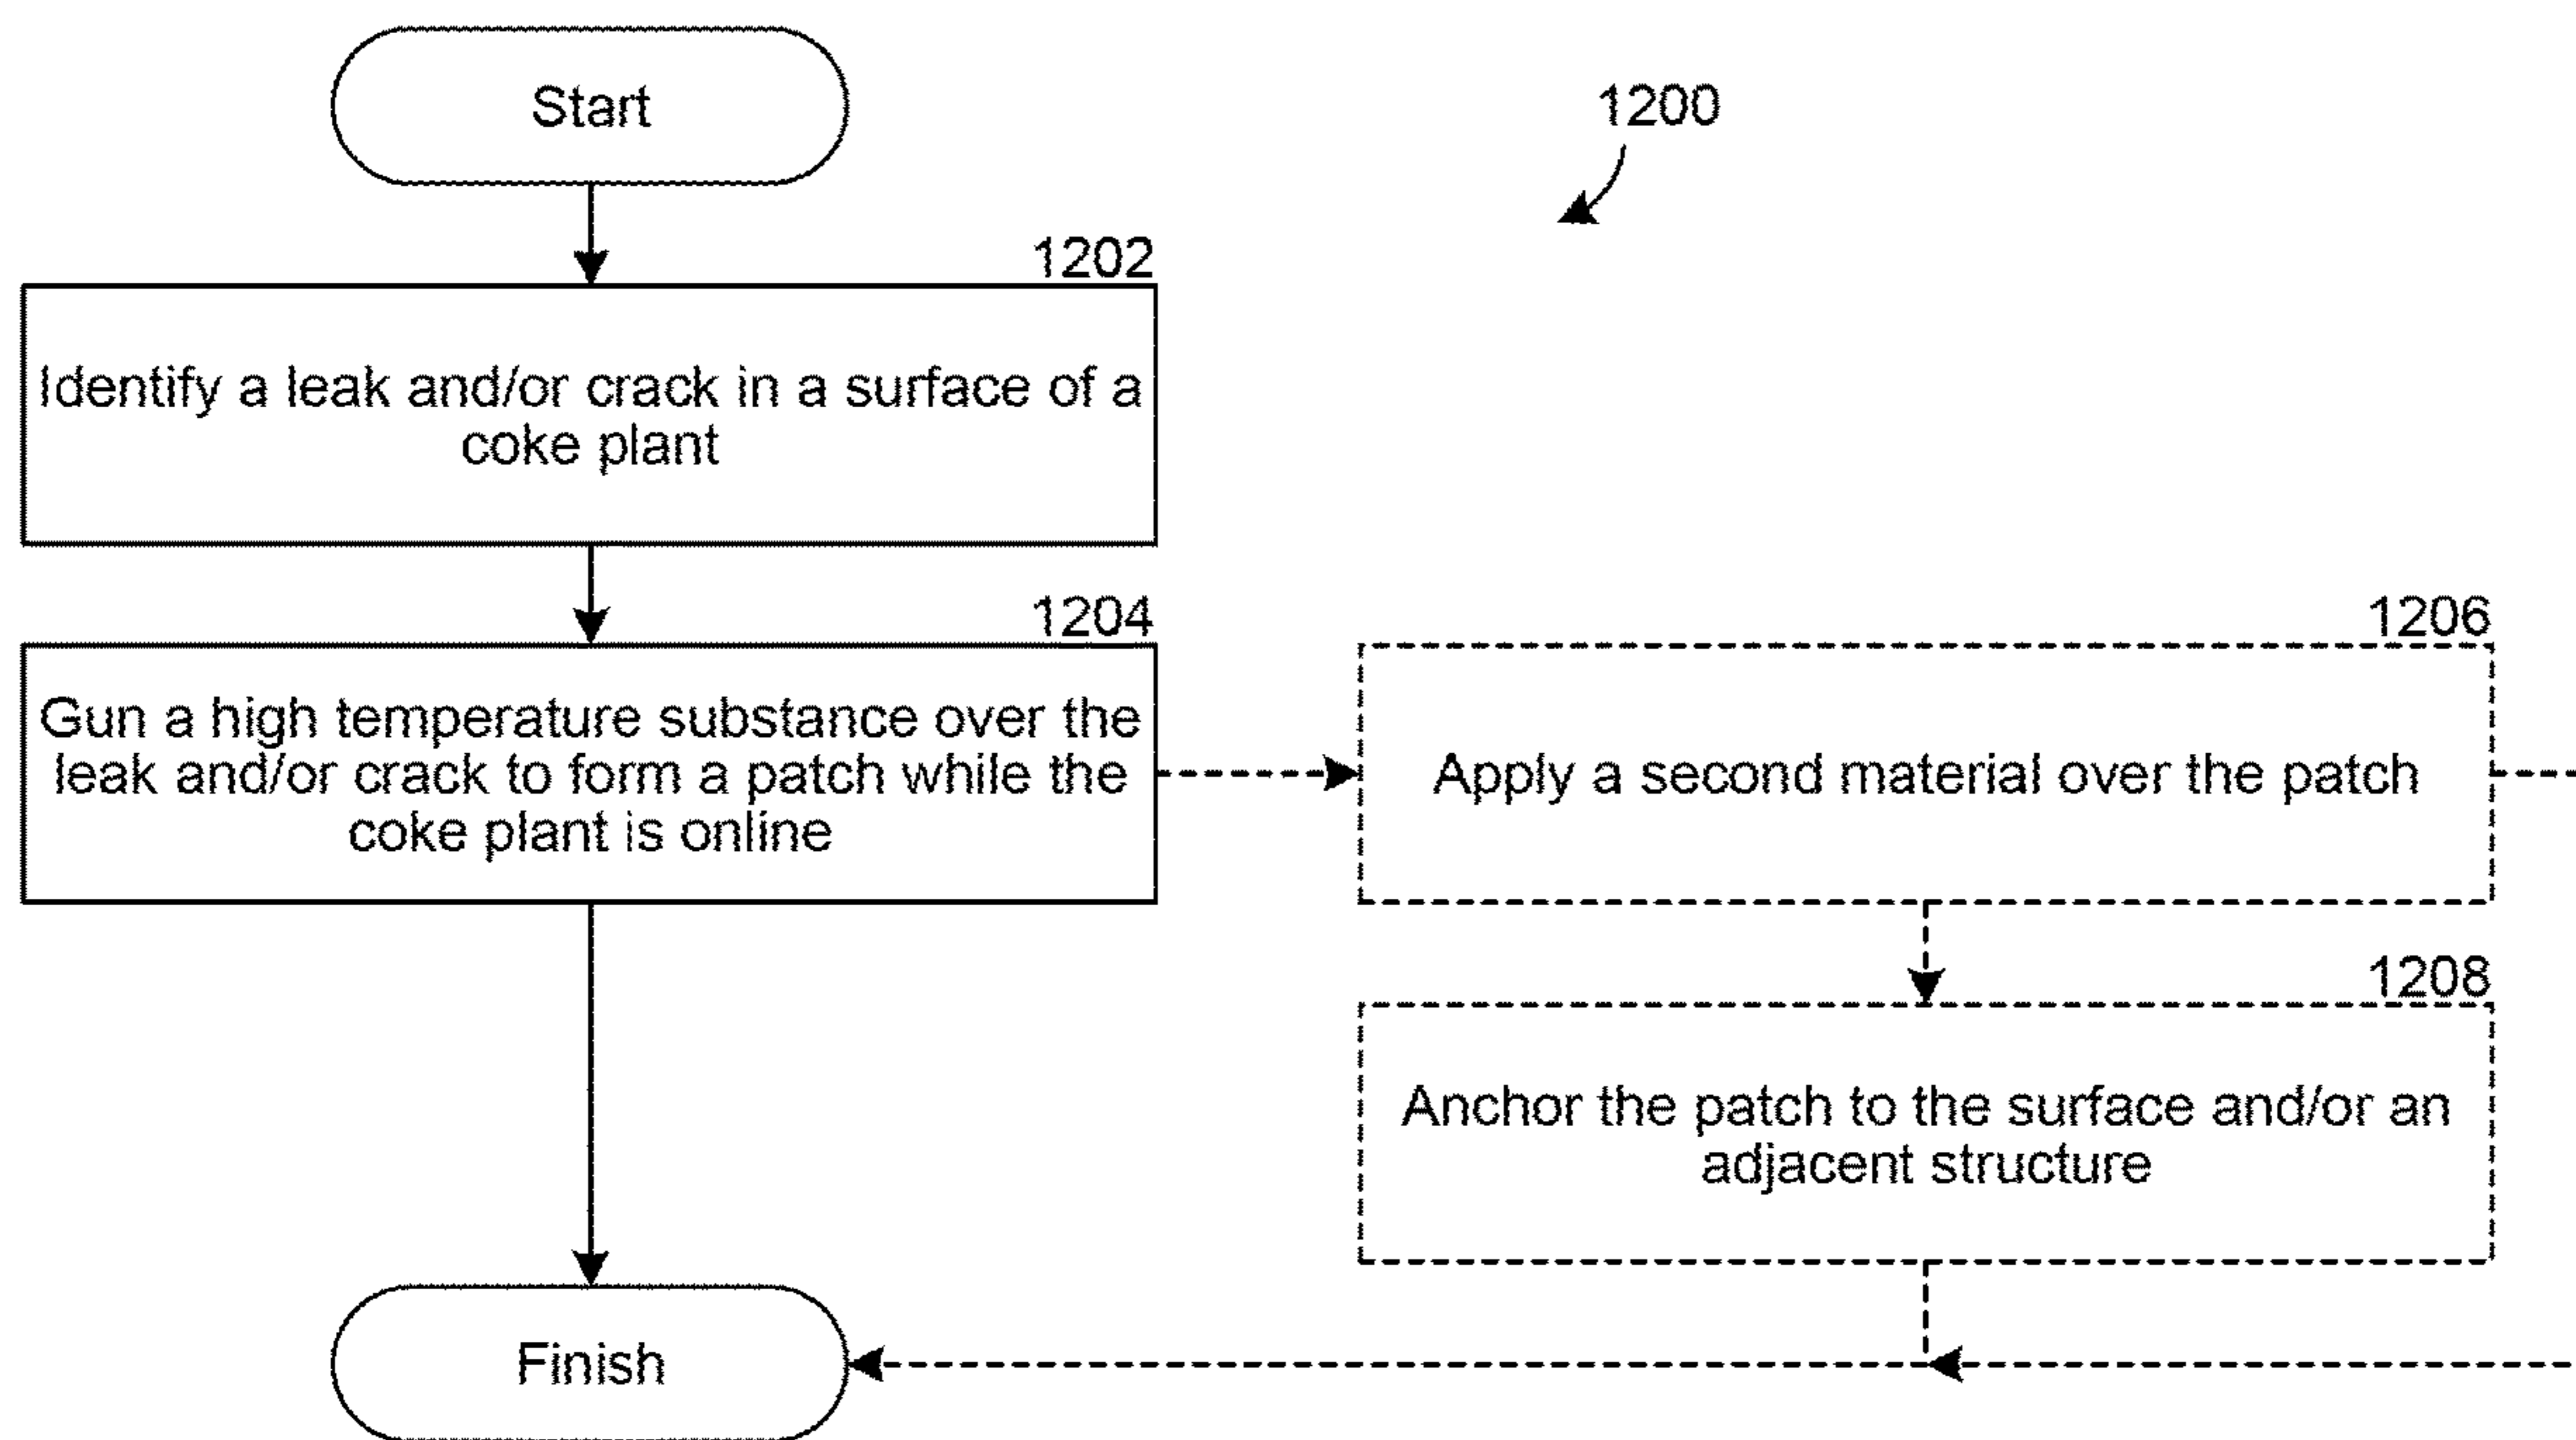 Start
1200
1202
Identify a leak and/or crack in a surface of a
coke plant
1204
Gun a high temperature substance over the
leak and/or crack to form a patch while the
coke plant is online
1206
Apply a second material over the patch
1208
Anchor the patch to the surface and/or an
adjacent structure
Finish